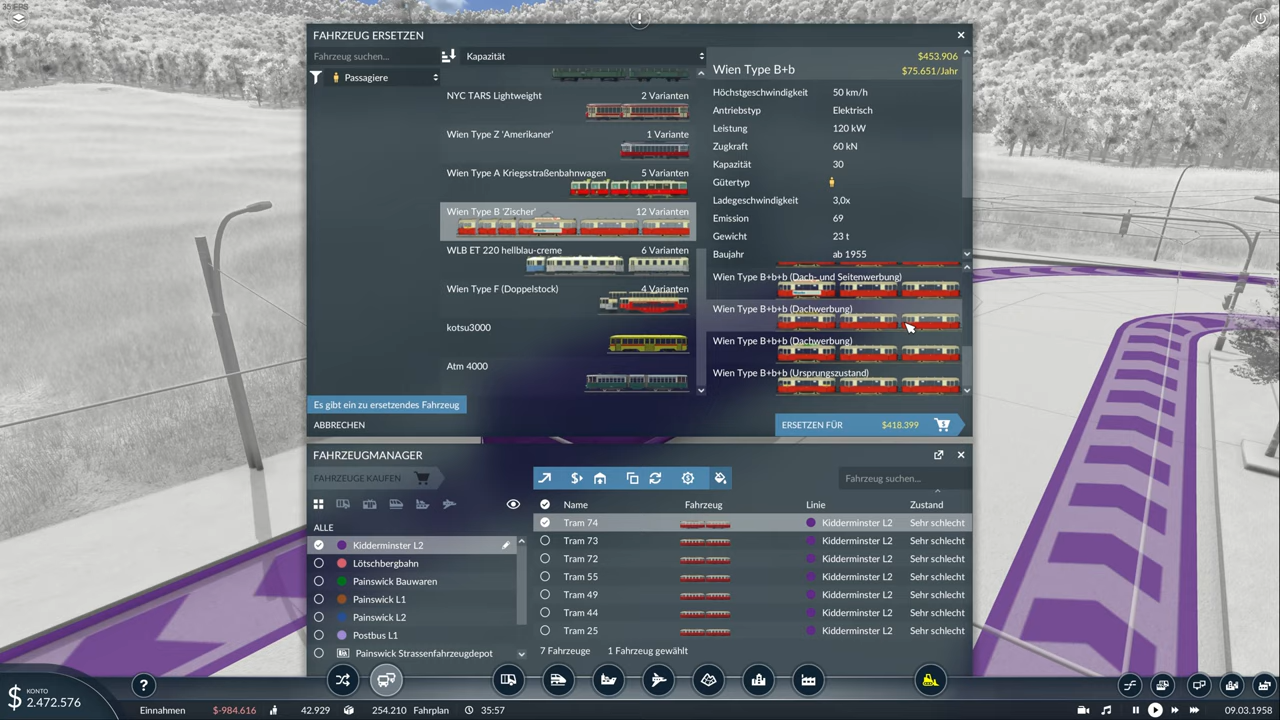 35 FPS
FAHRZEUG ERSETZEN
Fahrzeug suchen...
Kapazität
Passagiere
NYC TARS Lightweight 2 Varianten
Wien Type Z 'Amerikaner' 1 Variante
Wien Type A Kriegsstraßenbahnwagen 5 Varianten
Wien Type B 'Zischer' 12 Varianten
WLB ET 220 hellblau-creme 6 Varianten
Wien Type F (Doppelstock) 4 Varianten
kotsu3000
Atm 4000
$453.906
Wien Type B+b $75.651/Jahr
Höchstgeschwindigkeit 50 km/h
Antriebstyp Elektrisch
Leistung 120 kW
Zugkraft 60 kN
Kapazität 30
Gütertyp
Ladegeschwindigkeit 3,0x
Emission 69
Gewicht 23 t
Baujahr ab 1955
Wien Type B+b+b (Dach- und Seitenwerbung)
Wien Type B+b+b (Dachwerbung)
Wien Type B+b+b (Dachwerbung)
Wien Type B+b+b (Ursprungszustand)
Es gibt ein zu ersetzendes Fahrzeug
ABBRECHEN
ERSETZEN FÜR $418.399
FAHRZEUGMANAGER
FAHRZEUGE KAUFEN
Fahrzeug suchen...
ALLE
Kidderminster L2
Lötschbergbahn
Painswick Bauwaren
Painswick L1
Painswick L2
Postbus L1
Painswick Strassenfahrzeugdepot
Name Fahrzeug Linie Zustand
Tram 74 Kidderminster L2 Sehr schlecht
Tram 73 Kidderminster L2 Sehr schlecht
Tram 72 Kidderminster L2 Sehr schlecht
Tram 55 Kidderminster L2 Sehr schlecht
Tram 49 Kidderminster L2 Sehr schlecht
Tram 44 Kidderminster L2 Sehr schlecht
Tram 25 Kidderminster L2 Sehr schlecht
7 Fahrzeuge 1 Fahrzeug gewählt
KONTO
$ 2.472.576
?
Einnahmen $-984.616 42.929 254.210 Fahrplan 35:57
09.03.1958